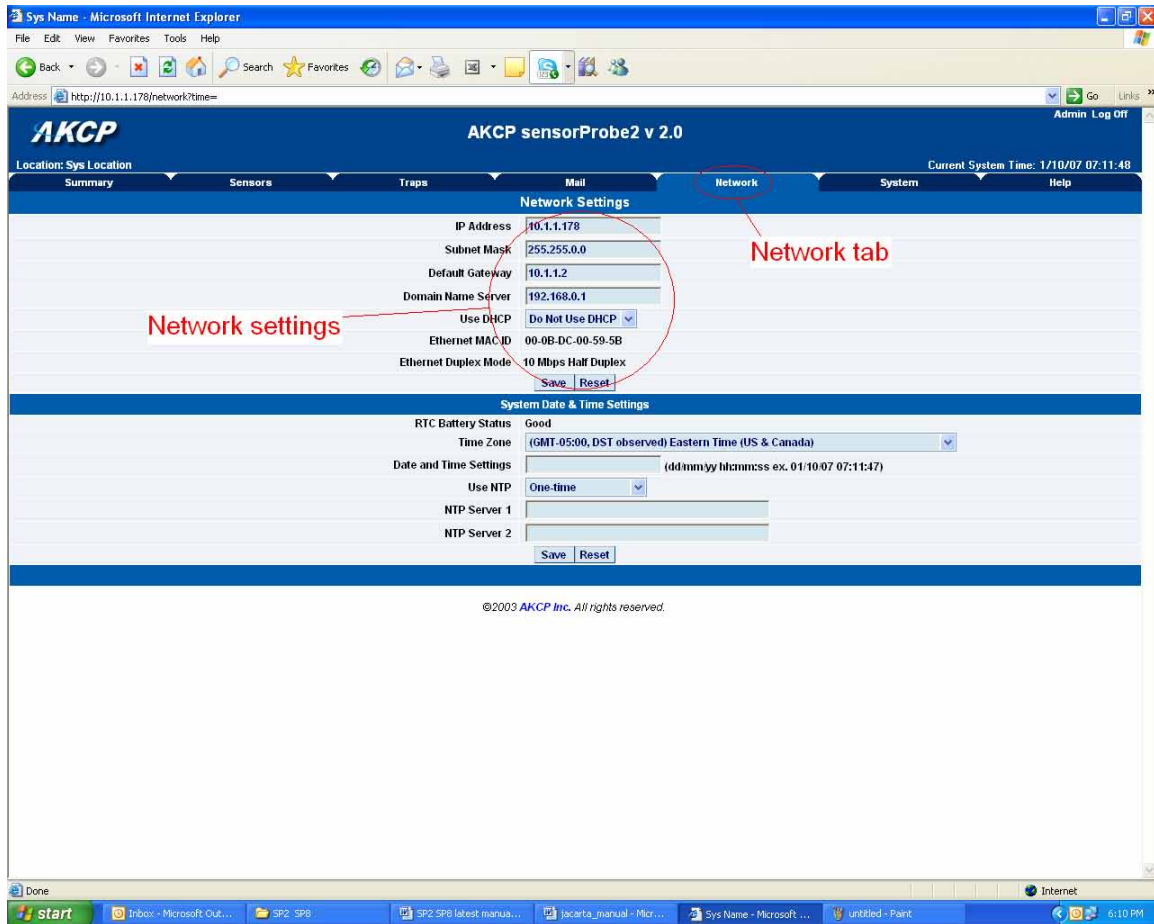 Sys Name - Microsoft Internet Explorer
File Edit View Favorites Tools Help
Back Search Favorites
Address http://10.1.1.178/network?time= Go Links »
Admin Log Off
AKCP AKCP sensorProbe2 v 2.0
Location: Sys Location Current System Time: 1/10/07 07:11:48
Summary Sensors Traps Mail Network System Help
Network Settings
IP Address 10.1.1.178
Subnet Mask 255.255.0.0
Network tab
Default Gateway 10.1.1.2
Domain Name Server 192.168.0.1
Network settings
Use DHCP Do Not Use DHCP
Ethernet MAC ID 00-0B-DC-00-59-5B
Ethernet Duplex Mode 10 Mbps Half Duplex
Save Reset
System Date & Time Settings
RTC Battery Status Good
Time Zone (GMT-05:00, DST observed) Eastern Time (US & Canada)
Date and Time Settings (dd/mm/yy hh:mm:ss ex. 01/10/07 07:11:47)
Use NTP One-time
NTP Server 1
NTP Server 2
Save Reset
©2003 AKCP Inc. All rights reserved.
Done Internet
start Inbox - Microsoft Out... SP2 SP8 SP2 SP8 latest manua... jacarta_manual - Micr... Sys Name - Microsoft ... untitled - Paint 6:10 PM